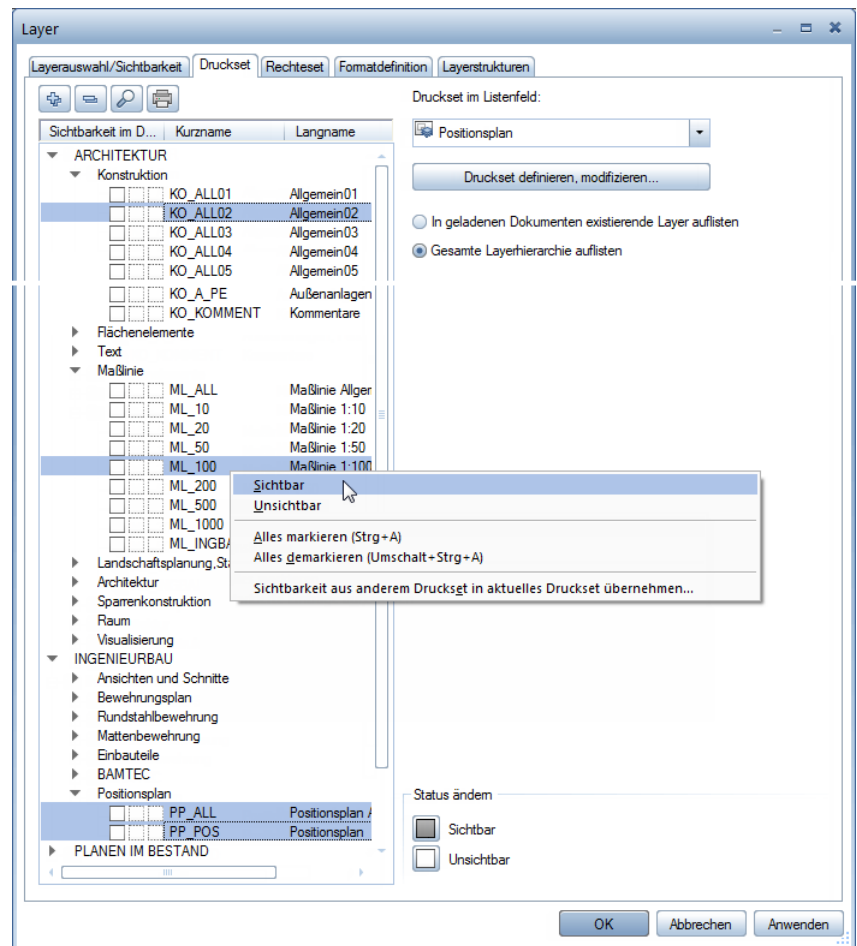 Layer
Layerauswahl/Sichtbarkeit Druckset Rechteset Formatdefinition Layerstrukturen
Druckset im Listenfeld:
Sichtbarkeit im D... Kurzname Langname
Positionsplan
Druckset definieren, modifizieren...
In geladenen Dokumenten existierende Layer auflisten
Gesamte Layerhierarchie auflisten
ARCHITEKTUR
Konstruktion
KO_ALL01 Allgemein01
KO_ALL02 Allgemein02
KO_ALL03 Allgemein03
KO_ALL04 Allgemein04
KO_ALL05 Allgemein05
KO_A_PE Außenanlagen
KO_KOMMENT Kommentare
Flächenelemente
Text
Maßlinie
ML_ALL Maßlinie Allger
ML_10 Maßlinie 1:10
ML_20 Maßlinie 1:20
ML_50 Maßlinie 1:50
ML_100 Maßlinie 1:100
ML_200
ML_500
ML_1000
ML_INGBA
Sichtbar
Unsichtbar
Alles markieren (Strg+A)
Alles demarkieren (Umschalt+Strg+A)
Sichtbarkeit aus anderem Druckset in aktuelles Druckset übernehmen...
Landschaftsplanung,Sta
Architektur
Sparrenkonstruktion
Raum
Visualisierung
INGENIEURBAU
Ansichten und Schnitte
Bewehrungsplan
Rundstahlbewehrung
Mattenbewehrung
Einbauteile
BAMTEC
Positionsplan
PP_ALL Positionsplan A
PP_POS Positionsplan
PLANEN IM BESTAND
Status ändern
Sichtbar
Unsichtbar
OK Abbrechen Anwenden